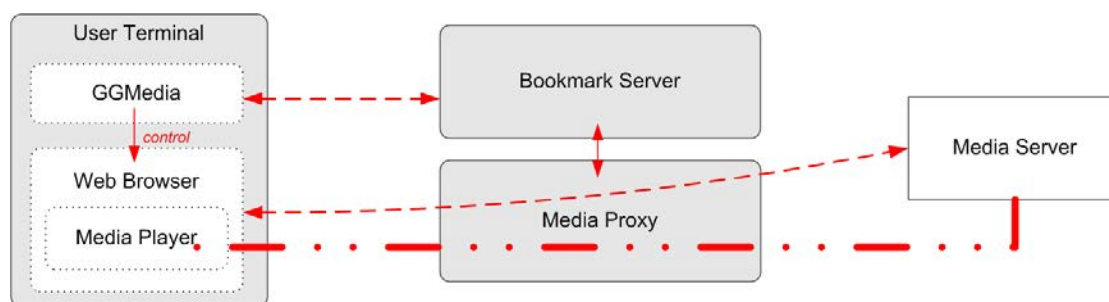 User Terminal
GGMedia
control
Web Browser
Media Player
Bookmark Server
Media Proxy
Media Server